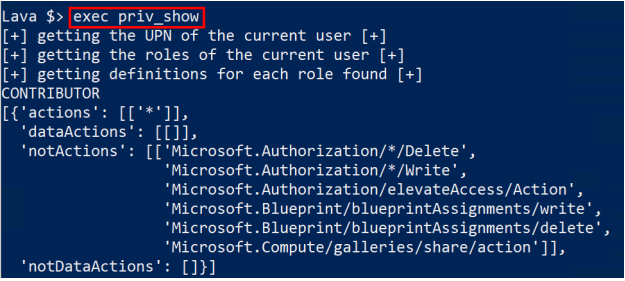 Lava $> exec priv_show
[+] getting the UPN of the current user [+]
[+] getting the roles of the current user [+]
[+] getting definitions for each role found [+]
CONTRIBUTOR
[{'actions': [['*']],
'dataActions': [[]],
'notActions': [['Microsoft.Authorization/*/Delete',
'Microsoft.Authorization/*/Write',
'Microsoft.Authorization/elevateAccess/Action',
'Microsoft.Blueprint/blueprintAssignments/write',
'Microsoft.Blueprint/blueprintAssignments/delete',
'Microsoft.Compute/galleries/share/action']],
'notDataActions': []}]